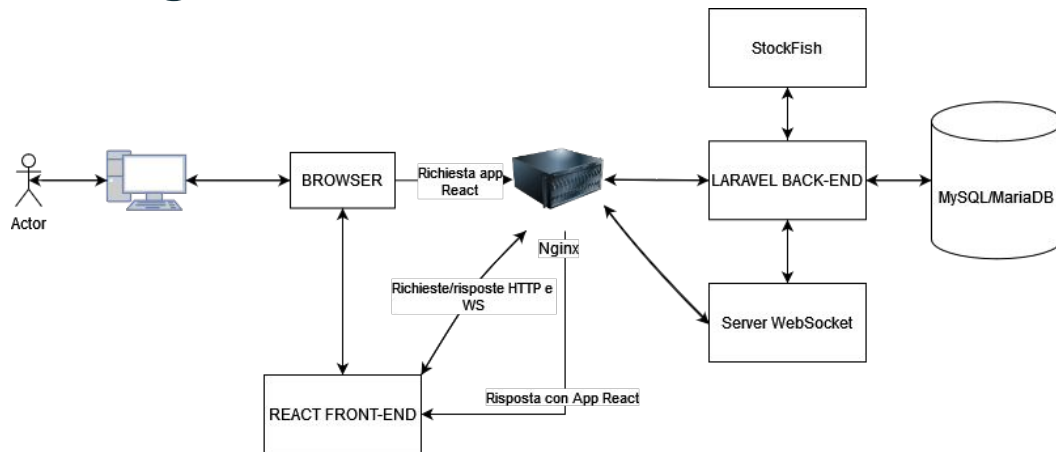 StockFish
BROWSER
Richiesta app
React
LARAVEL BACK-END
MySQL/MariaDB
Actor
Nginx
Richieste/risposte HTTP e
WS
Server WebSocket
Risposta con App React
REACT FRONT-END